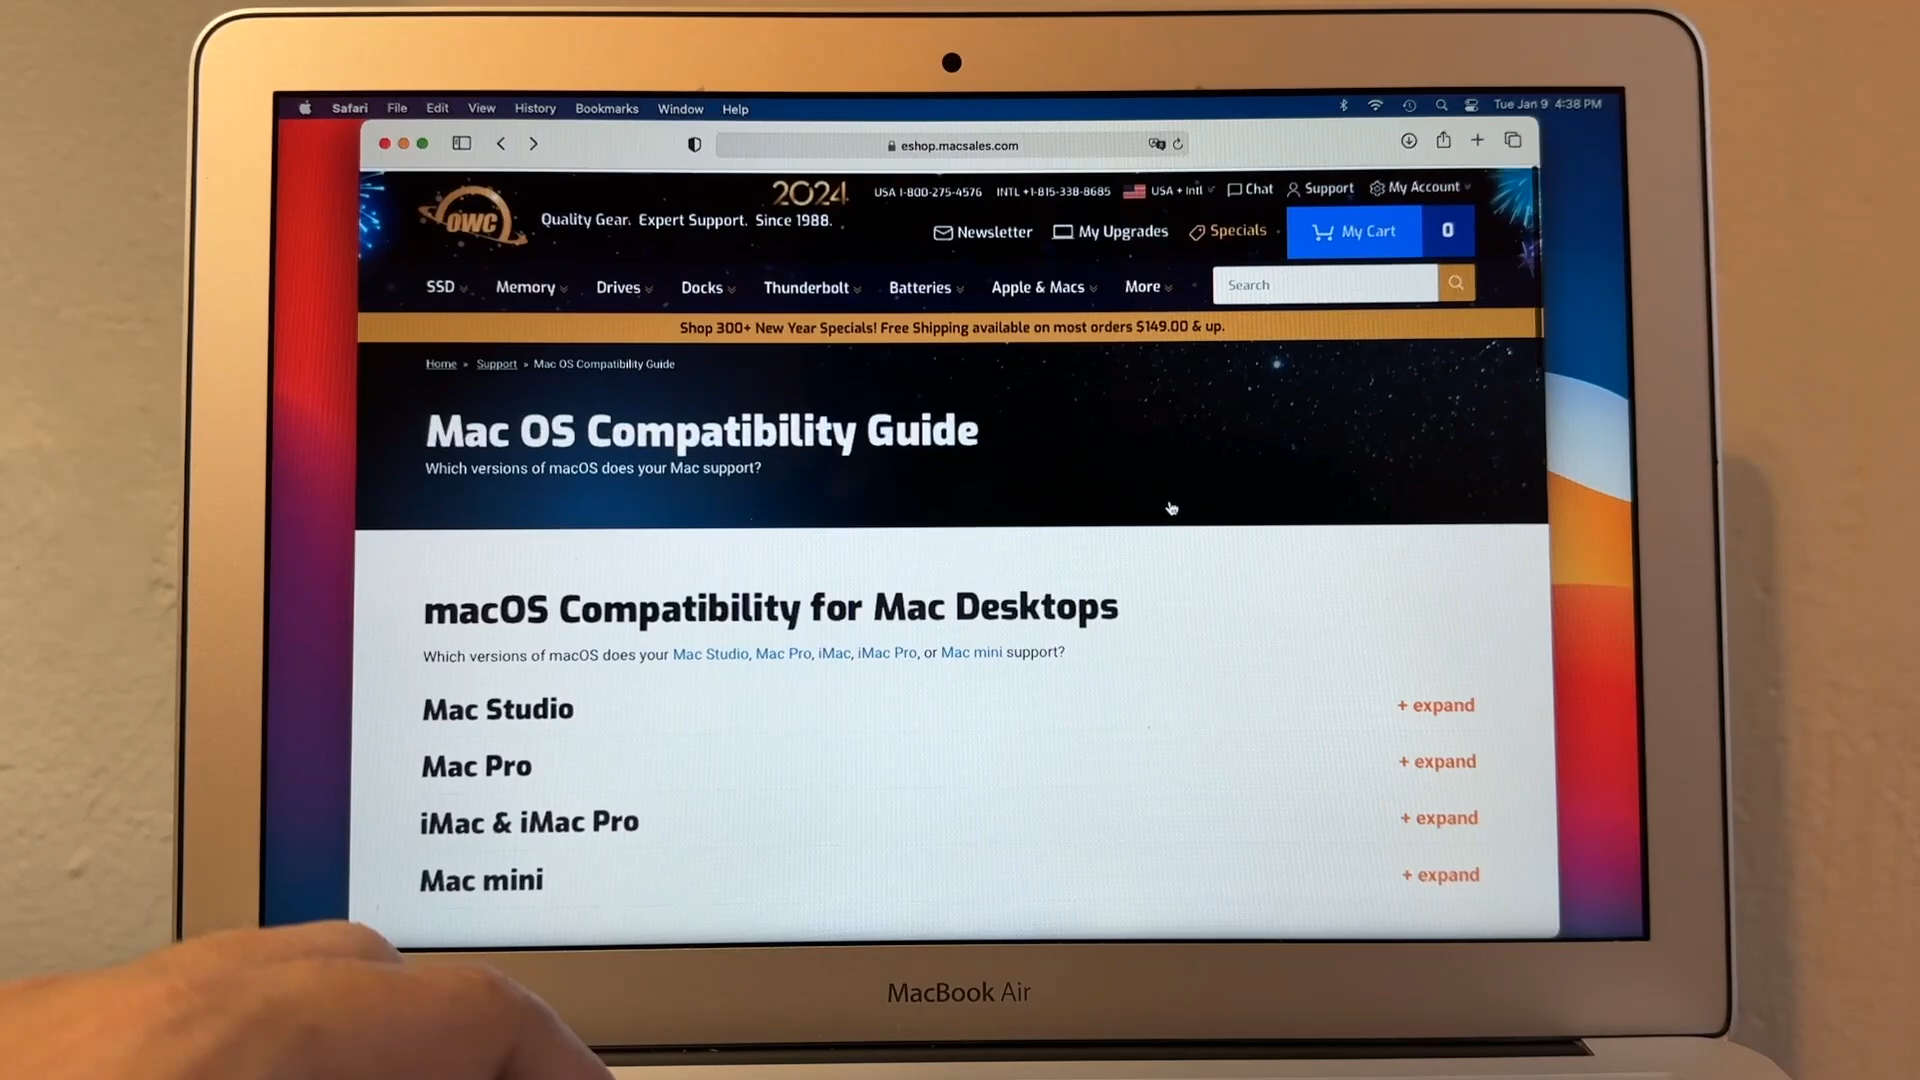 Safari File Edit View History Bookmarks Window Help Tue Jan 9 4:38 PM
eshop.macsales.com
2024 USA 1-800-275-4576 INTL +1-815-338-8685 USA + Intl Chat Support My Account
OWC Quality Gear. Expert Support. Since 1988.
Newsletter My Upgrades Specials My Cart 0
SSD Memory Drives Docks Thunderbolt Batteries Apple & Macs More Search
Shop 300+ New Year Specials! Free Shipping available on most orders $149.00 & up.
Home » Support » Mac OS Compatibility Guide
Mac OS Compatibility Guide
Which versions of macOS does your Mac support?
macOS Compatibility for Mac Desktops
Which versions of macOS does your Mac Studio, Mac Pro, iMac, iMac Pro, or Mac mini support?
Mac Studio + expand
Mac Pro + expand
iMac & iMac Pro + expand
Mac mini + expand
MacBook Air